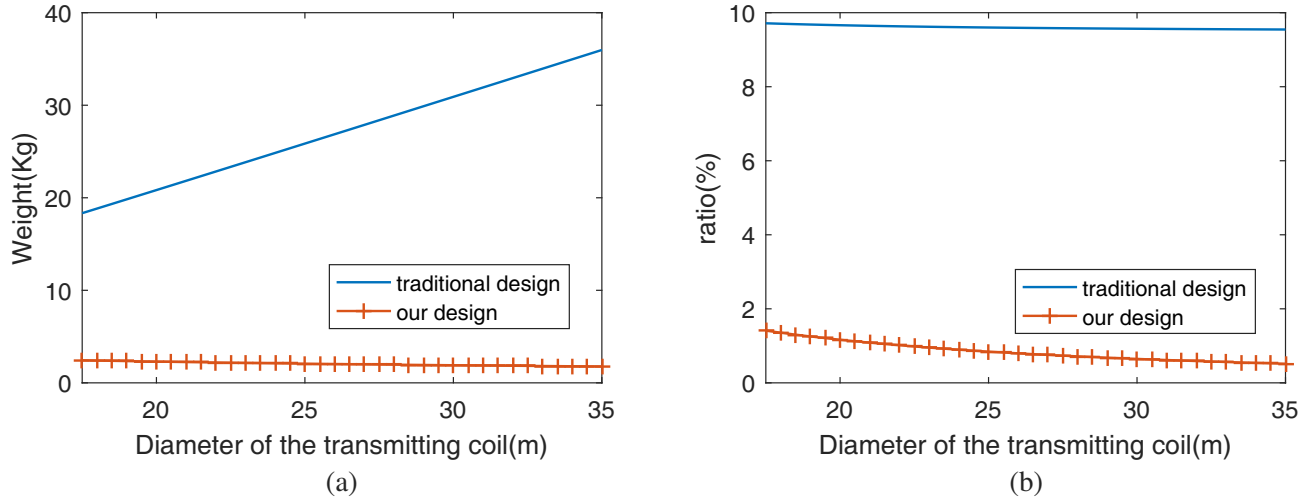 40
30
20
10
0
Weight(Kg)
traditional design
our design
20 25 30 35
Diameter of the transmitting coil(m)
(a)
10
8
6
4
2
0
ratio(%)
traditional design
our design
20 25 30 35
Diameter of the transmitting coil(m)
(b)